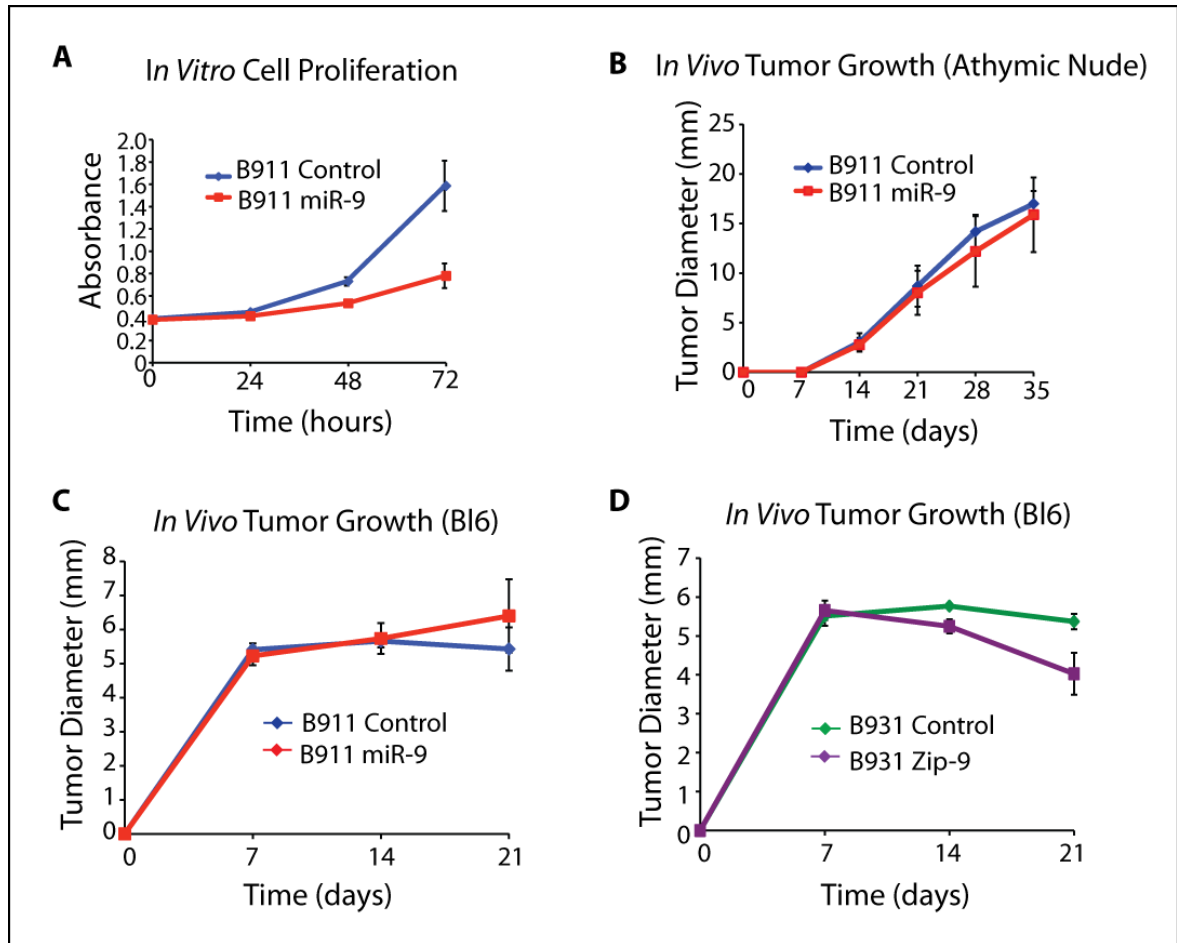 A
In Vitro Cell Proliferation
Absorbance
2.0
1.8
1.6
1.4
1.2
1.0
0.8
0.6
0.4
0.2
0
B911 Control
B911 miR-9
0 24 48 72
Time (hours)
B
In Vivo Tumor Growth (Athymic Nude)
Tumor Diameter (mm)
25
20
15
10
5
0
B911 Control
B911 miR-9
0 7 14 21 28 35
Time (days)
C
In Vivo Tumor Growth (Bl6)
Tumor Diameter (mm)
8
7
6
5
4
3
2
1
0
B911 Control
B911 miR-9
0 7 14 21
Time (days)
D
In Vivo Tumor Growth (Bl6)
Tumor Diameter (mm)
7
6
5
4
3
2
1
0
B931 Control
B931 Zip-9
0 7 14 21
Time (days)